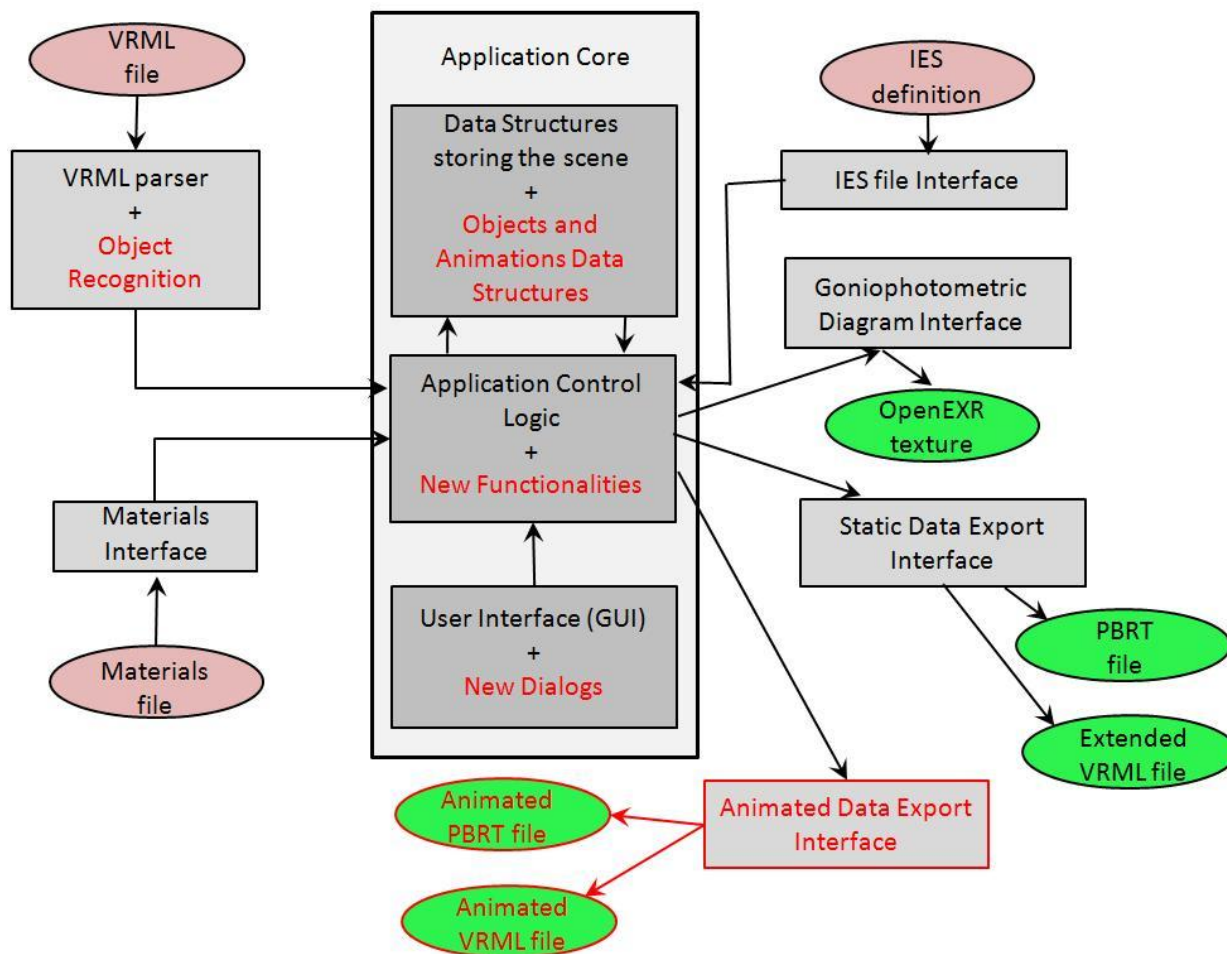 VRML
file
VRML parser
+
Object
Recognition
Materials
Interface
Materials
file
Application Core
Data Structures
storing the scene
+
Objects and
Animations Data
Structures
Application Control
Logic
+
New Functionalities
User Interface (GUI)
+
New Dialogs
IES
definition
IES file Interface
Goniophotometric
Diagram Interface
OpenEXR
texture
Static Data Export
Interface
PBRT
file
Extended
VRML file
Animated Data Export
Interface
Animated
PBRT file
Animated
VRML file